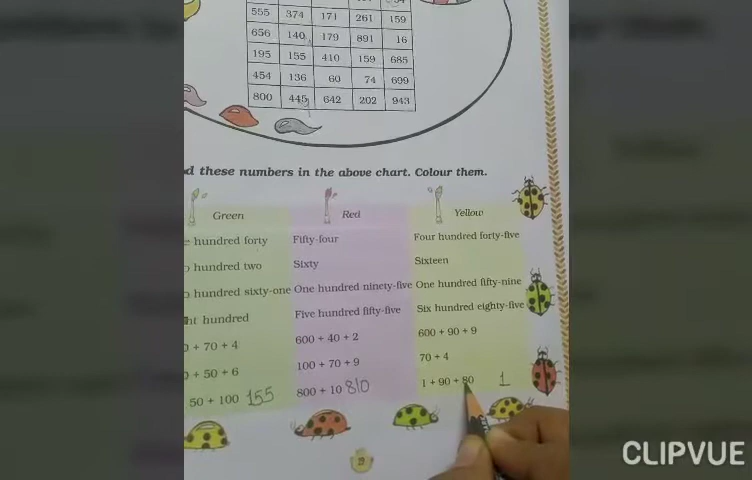 555 374 171 261 159
656 140 179 891 16
195 155 410 159 685
454 136 60 74 699
800 445 642 202 943
d these numbers in the above chart. Colour them.
Green Red Yellow
hundred forty Fifty-four Four hundred forty-five
hundred two Sixty Sixteen
hundred sixty-one One hundred ninety-five One hundred fifty-nine
ht hundred Five hundred fifty-five Six hundred eighty-five
+ 70 + 4 600 + 40 + 2 600 + 90 + 9
+ 50 + 6 100 + 70 + 9 70 + 4
50 + 100 155 800 + 10 810 1 + 90 + 80 1
CLIPVUE